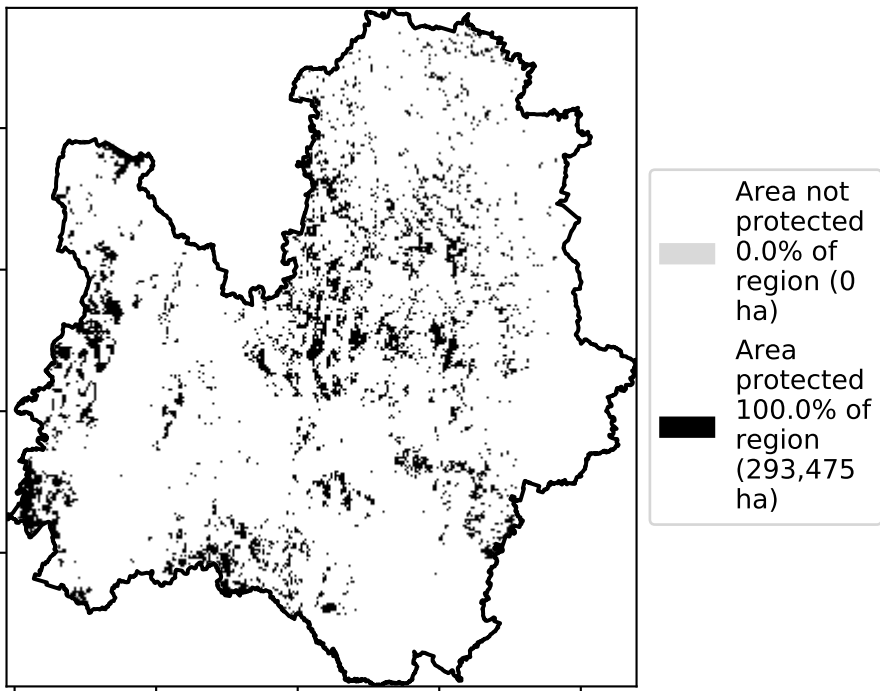 Area not
protected
0.0% of
region (0
ha)
Area
protected
100.0% of
region
(293,475
ha)